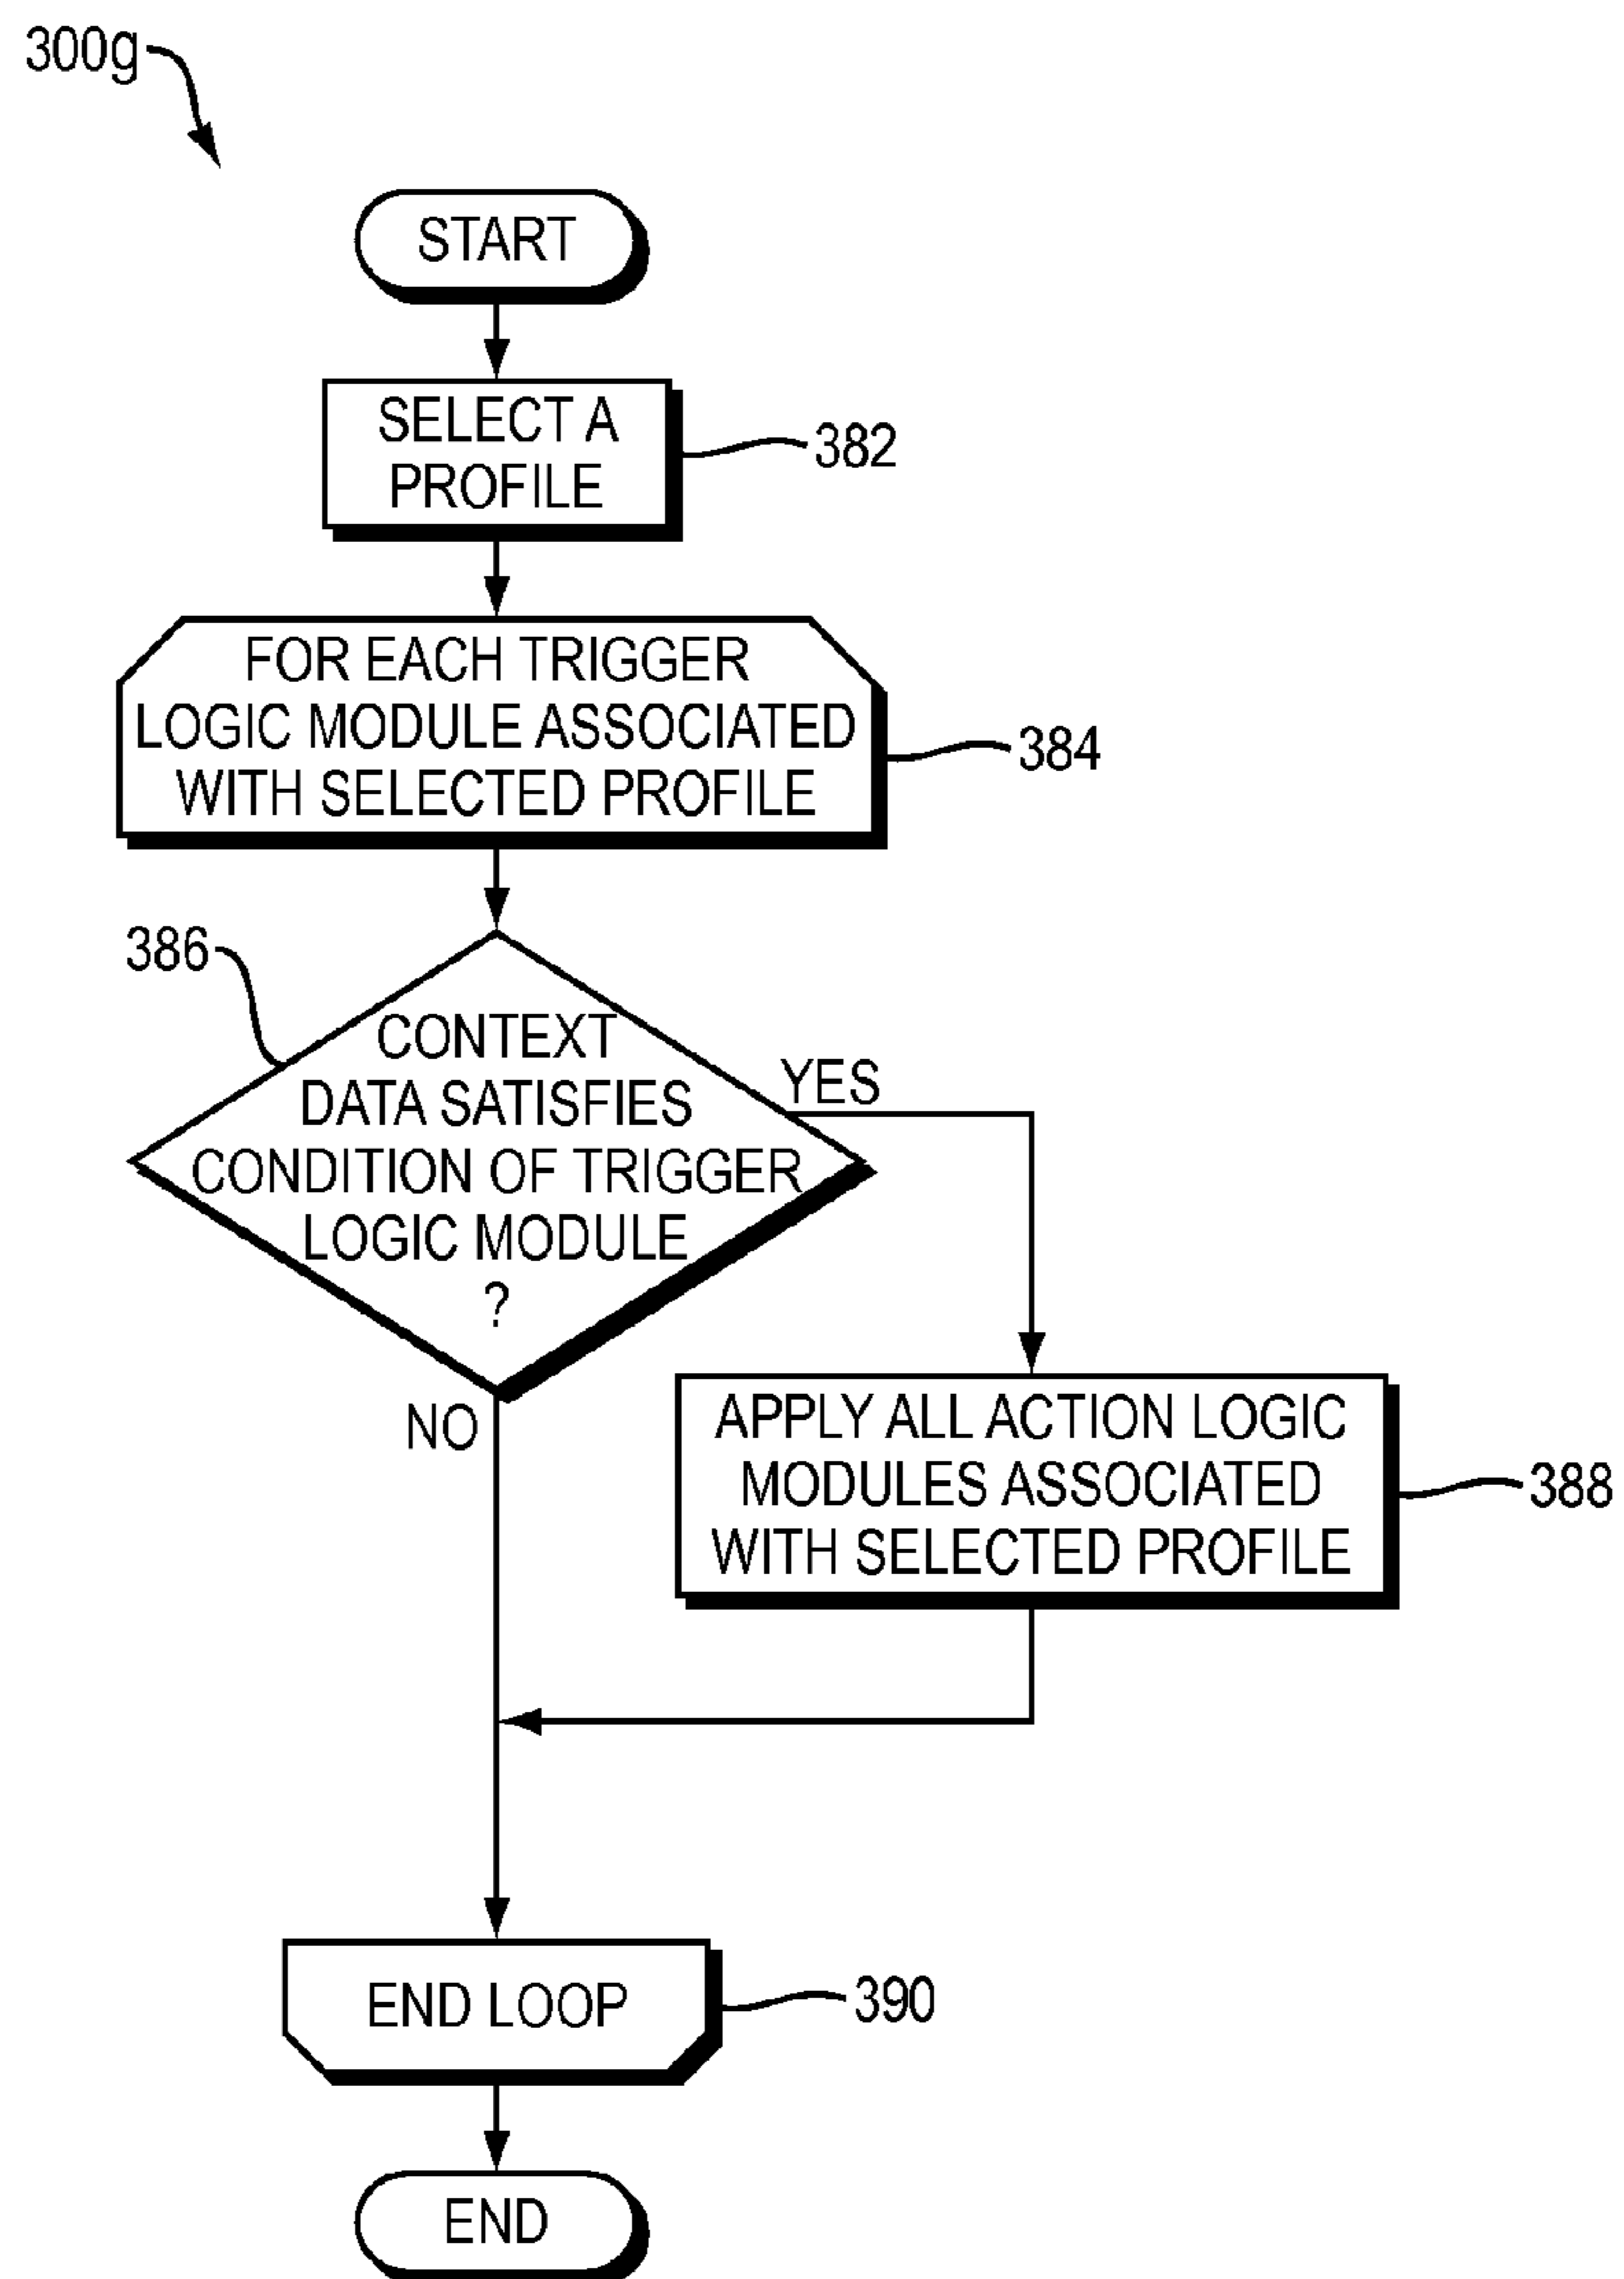 300g
START
SELECT A
PROFILE
382
FOR EACH TRIGGER
LOGIC MODULE ASSOCIATED
WITH SELECTED PROFILE
384
386
CONTEXT
DATA SATISFIES
CONDITION OF TRIGGER
LOGIC MODULE
?
YES
NO
APPLY ALL ACTION LOGIC
MODULES ASSOCIATED
WITH SELECTED PROFILE
388
END LOOP
390
END